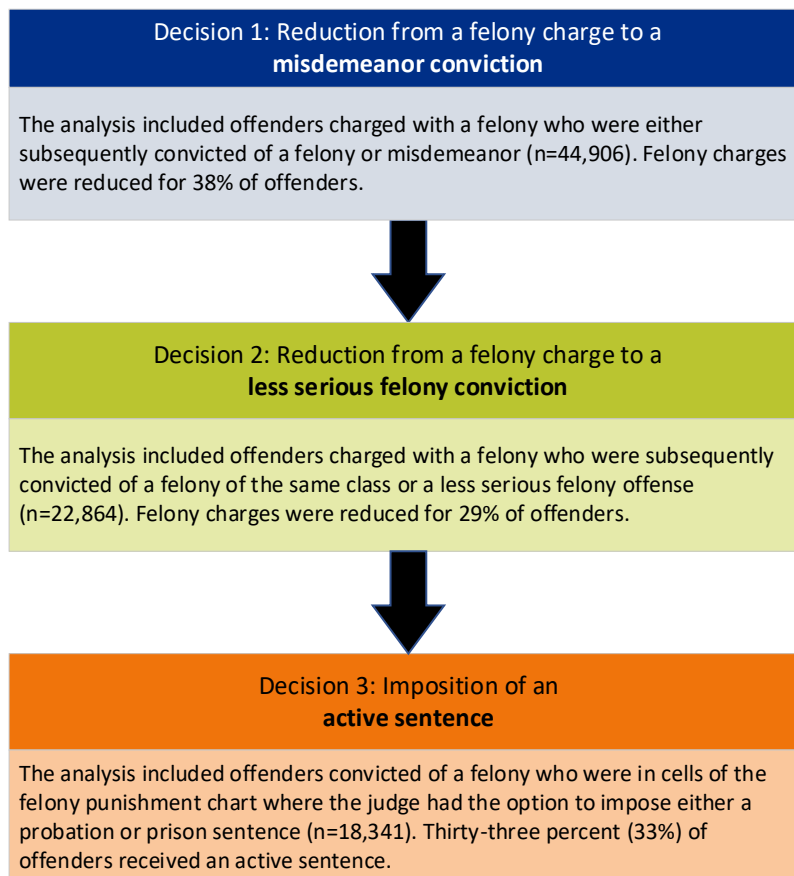 Decision 1: Reduction from a felony charge to a
misdemeanor conviction
The analysis included offenders charged with a felony who were either
subsequently convicted of a felony or misdemeanor (n=44,906). Felony charges
were reduced for 38% of offenders.
Decision 2: Reduction from a felony charge to a
less serious felony conviction
The analysis included offenders charged with a felony who were subsequently
convicted of a felony of the same class or a less serious felony offense
(n=22,864). Felony charges were reduced for 29% of offenders.
Decision 3: Imposition of an
active sentence
The analysis included offenders convicted of a felony who were in cells of the
felony punishment chart where the judge had the option to impose either a
probation or prison sentence (n=18,341). Thirty-three percent (33%) of
offenders received an active sentence.